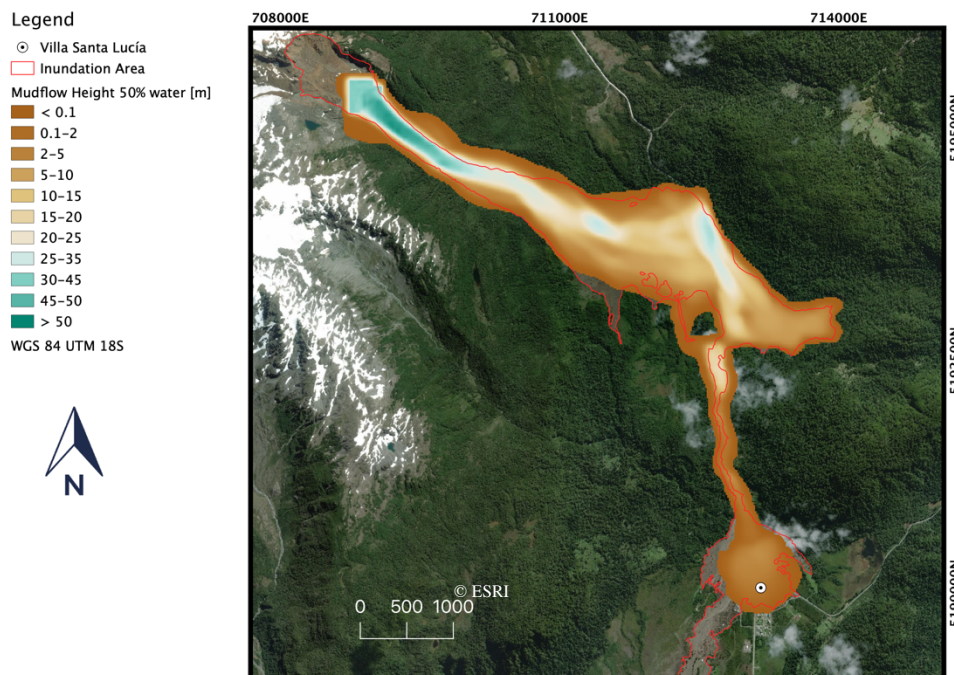 Legend
Villa Santa Lucía
Inundation Area
Mudflow Height 50% water [m]
< 0.1
0.1-2
2-5
5-10
10-15
15-20
20-25
25-35
30-45
45-50
> 50
WGS 84 UTM 18S
N
708000E
711000E
714000E
© ESRI
0 500 1000